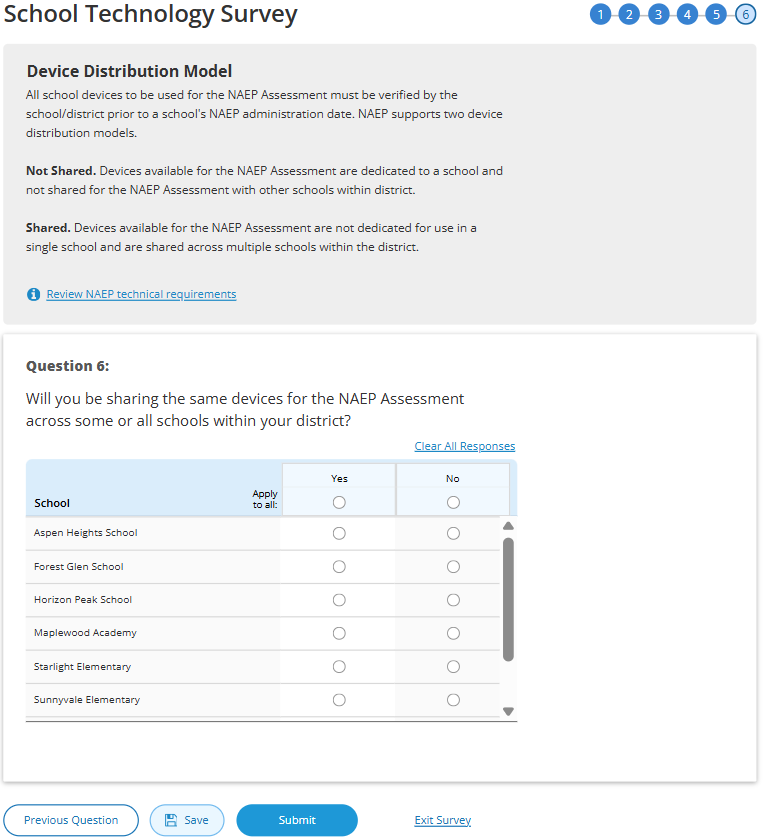 School Technology Survey
1 2 3 4 5 6
Device Distribution Model
All school devices to be used for the NAEP Assessment must be verified by the
school/district prior to a school's NAEP administration date. NAEP supports two device
distribution models.
Not Shared. Devices available for the NAEP Assessment are dedicated to a school and
not shared for the NAEP Assessment with other schools within district.
Shared. Devices available for the NAEP Assessment are not dedicated for use in a
single school and are shared across multiple schools within the district.
Review NAEP technical requirements
Question 6:
Will you be sharing the same devices for the NAEP Assessment
across some or all schools within your district?
Clear All Responses
School Apply to all: Yes No
Aspen Heights School
Forest Glen School
Horizon Peak School
Maplewood Academy
Starlight Elementary
Sunnyvale Elementary
Previous Question Save Submit Exit Survey